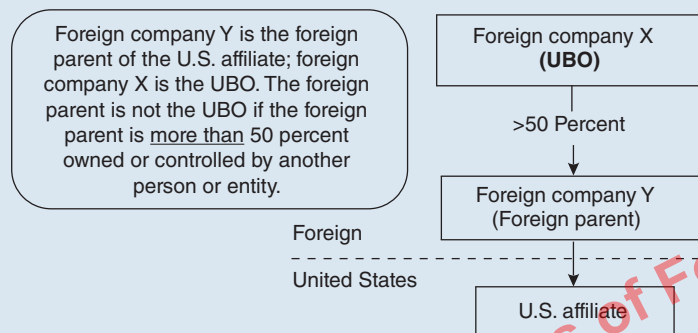 Foreign company Y is the foreign
parent of the U.S. affiliate; foreign
company X is the UBO. The foreign
parent is not the UBO if the foreign
parent is more than 50 percent
owned or controlled by another
person or entity.
Foreign company X
(UBO)
>50 Percent
Foreign company Y
(Foreign parent)
Foreign
United States
U.S. affiliate
s of Fe